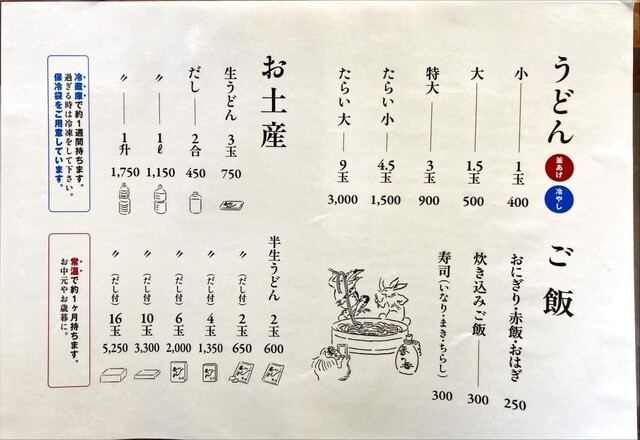 うどん 釜あげ 冷やし
小 1玉 400
大 1.5玉 500
特大 3玉 900
たらい小 4.5玉 1,500
たらい大 9玉 3,000
ご飯
おにぎり・赤飯・おはぎ 250
炊き込みご飯 300
寿司(いなり・まき・ちらし) 300
お土産
生うどん 3玉 750
だし 2合 450
〃 1ℓ 1,150
〃 1升 1,750
冷蔵庫で約1週間持ちます。
過ぎる時は冷凍をして下さい。
保冷袋をご用意しています。
半生うどん 2玉 600
〃(だし付) 2玉 650
〃(だし付) 4玉 1,350
〃(だし付) 6玉 2,000
〃(だし付) 10玉 3,300
〃(だし付) 16玉 5,250
常温で約1ヶ月持ちます。
お中元やお歳暮に。